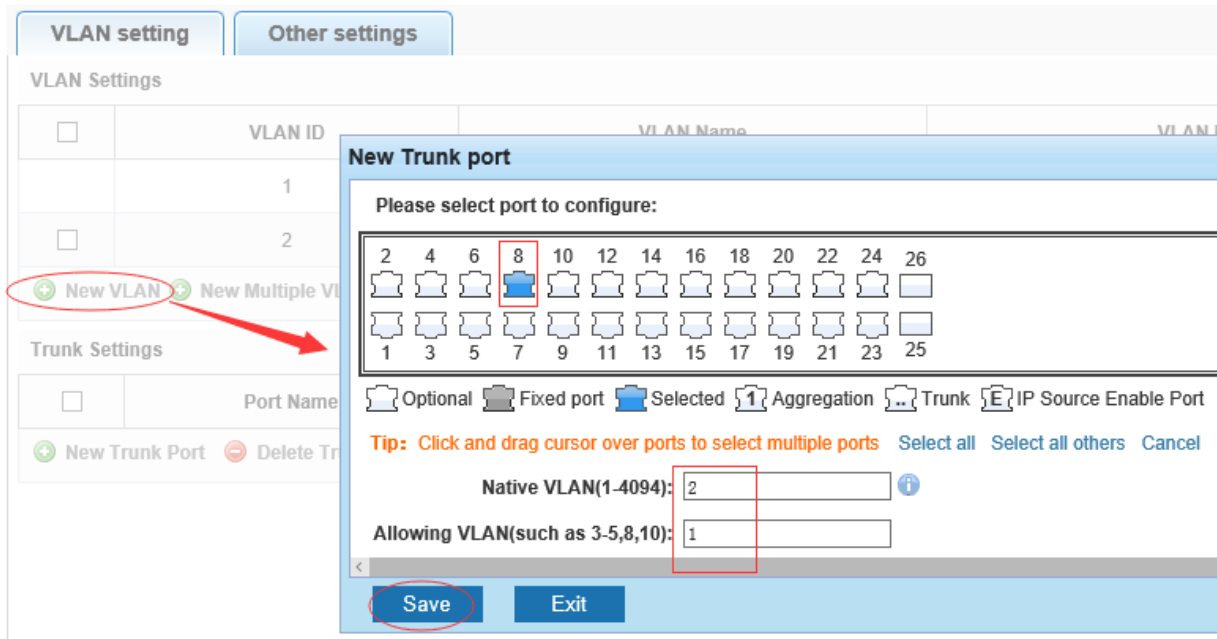 VLAN setting Other settings
VLAN Settings
VLAN ID VLAN Name
1
2
New VLAN New Multiple
Trunk Settings
Port Name
New Trunk Port Delete
New Trunk port
Please select port to configure:
2 4 6 8 10 12 14 16 18 20 22 24 26
1 3 5 7 9 11 13 15 17 19 21 23 25
Optional Fixed port Selected 1 Aggregation .. Trunk E IP Source Enable Port
Tip: Click and drag cursor over ports to select multiple ports Select all Select all others Cancel
Native VLAN(1-4094): 2
Allowing VLAN(such as 3-5,8,10): 1
Save Exit